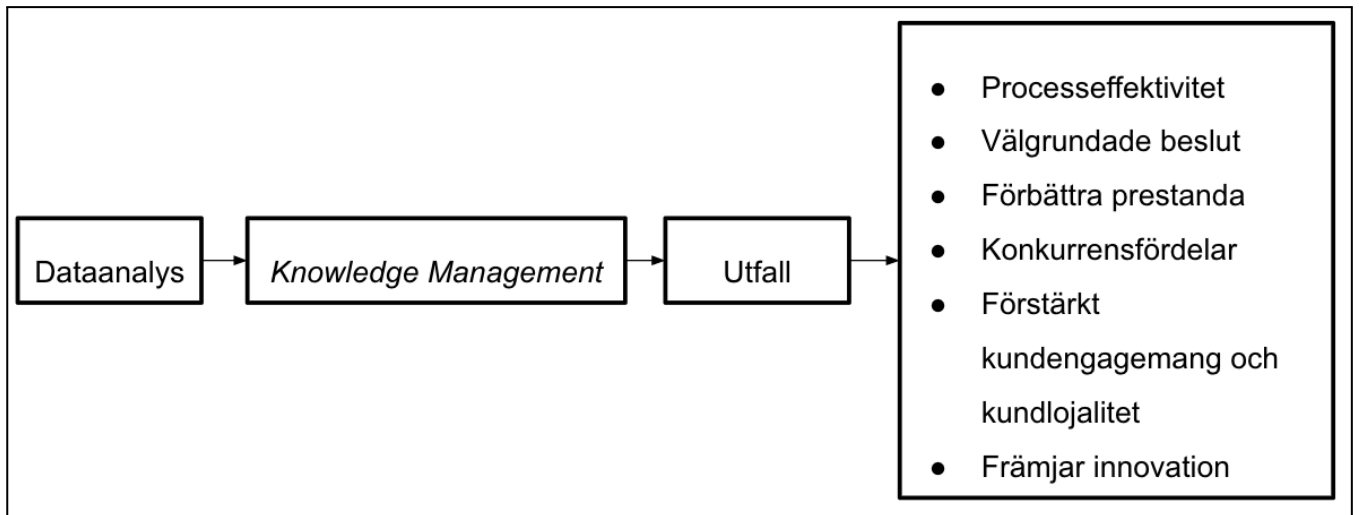 Dataanalys
Knowledge Management
Utfall
● Processeffektivitet
● Välgrundade beslut
● Förbättra prestanda
● Konkurrensfördelar
● Förstärkt
kundengagemang och
kundlojalitet
● Främjar innovation